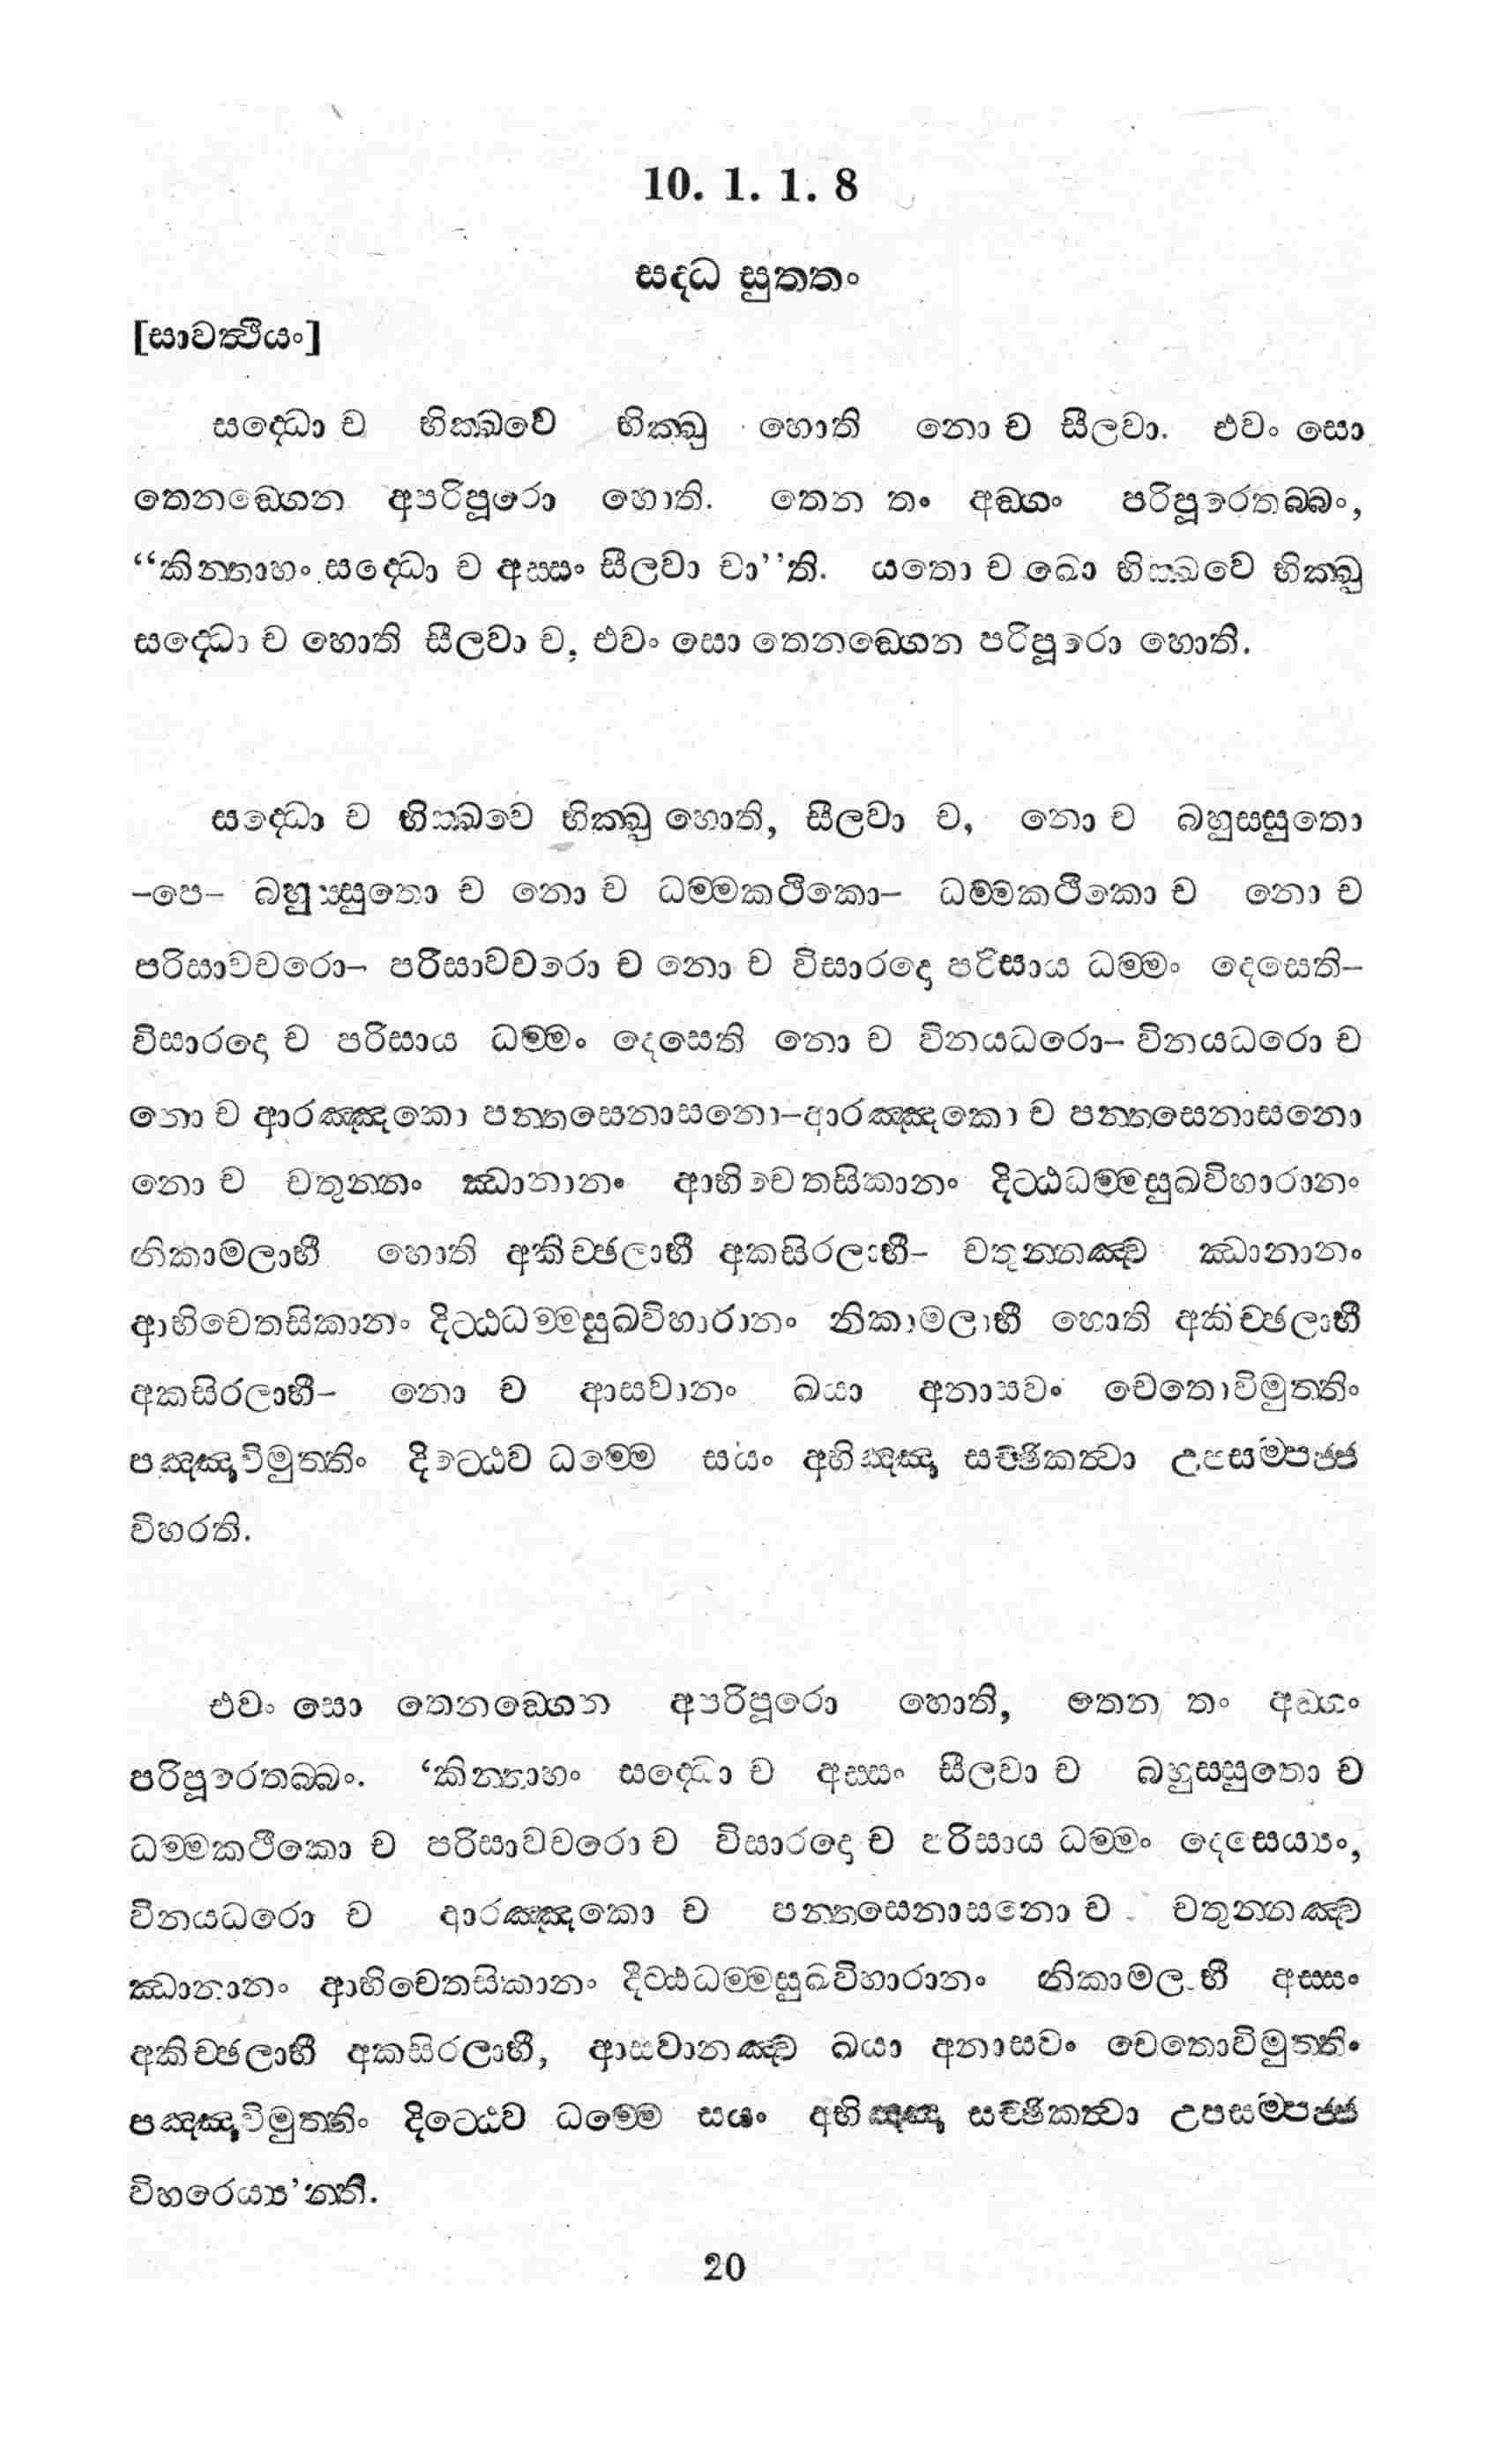 10. 1. 1. 8
සද්ධ සුත්තං
[සාවත්ථියං]
සද්ධො ච භික්ඛවෙ භික්ඛු හොති නො ච සීලවා. එවං සො
තෙනඞ්ගෙන අපරිපූරො හොති. තෙන තං අඞ්ගං පරිපූරෙතබ්බං,
“කින්තාහං සද්ධො ච අස්සං සීලවා චා”ති. යතො ච ඛො භික්ඛවෙ භික්ඛු
සද්ධො ච හොති සීලවා ච, එවං සො තෙනඞ්ගෙන පරිපූරො හොති.
සද්ධො ච භික්ඛවෙ භික්ඛු හොති, සීලවා ච, නො ච බහුස්සුතො
–පෙ– බහුස්සුතො ච නො ච ධම්මකථිකො– ධම්මකථිකො ච නො ච
පරිසාවචරො– පරිසාවචරො ච නො ච විසාරදො පරිසාය ධම්මං දෙසෙති–
විසාරදො ච පරිසාය ධම්මං දෙසෙති නො ච විනයධරො– විනයධරො ච
නො ච ආරඤ්ඤකො පන්තසෙනාසනො–ආරඤ්ඤකො ච පන්තසෙනාසනො
නො ච චතුන්නං ඣානානං ආභිචෙතසිකානං දිට්ඨධම්මසුඛවිහාරානං
නිකාමලාභී හොති අකිච්ඡලාභී අකසිරලාභී– චතුන්නඤ්ච ඣානානං
ආභිචෙතසිකානං දිට්ඨධම්මසුඛවිහාරානං නිකාමලාභී හොති අකිච්ඡලාභී
අකසිරලාභී– නො ච ආසවානං ඛයා අනාසවං චෙතොවිමුත්තිං
පඤ්ඤාවිමුත්තිං දිට්ඨෙව ධම්මෙ සයං අභිඤ්ඤා සච්ඡිකත්වා උපසම්පජ්ජ
විහරති.
එවං සො තෙනඞ්ගෙන අපරිපූරො හොති, තෙන තං අඞ්ගං
පරිපූරෙතබ්බං. ‘කින්තාහං සද්ධො ච අස්සං සීලවා ච බහුස්සුතො ච
ධම්මකථිකො ච පරිසාවචරො ච විසාරදො ච පරිසාය ධම්මං දෙසෙය්‍යං,
විනයධරො ච ආරඤ්ඤකො ච පන්තසෙනාසනො ච චතුන්නඤ්ච
ඣානානං ආභිචෙතසිකානං දිට්ඨධම්මසුඛවිහාරානං නිකාමලාභී අස්සං
අකිච්ඡලාභී අකසිරලාභී, ආසවානඤ්ච ඛයා අනාසවං චෙතොවිමුත්තිං
පඤ්ඤාවිමුත්තිං දිට්ඨෙව ධම්මෙ සයං අභිඤ්ඤා සච්ඡිකත්වා උපසම්පජ්ජ
විහරෙය්‍ය’න්ති.
20